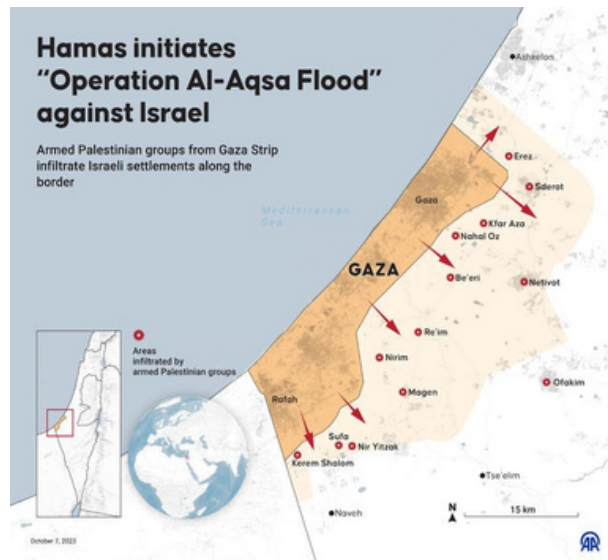 Hamas initiates
“Operation Al-Aqsa Flood”
against Israel
Armed Palestinian groups from Gaza Strip
infiltrate Israeli settlements along the
border
Ashkelon
Erez
Sderot
Gaza
Mediterranean
Sea
Kfar Aza
Nahal Oz
GAZA
Be'eri
Netivot
Re'im
Areas
infiltrated by
armed Palestinian groups
Nirim
Ofakim
Magen
Rafah
Sufa
Nir Yitzak
Kerem Shalom
Tse'elim
Naveh
N
15 km
October 7, 2023
AA